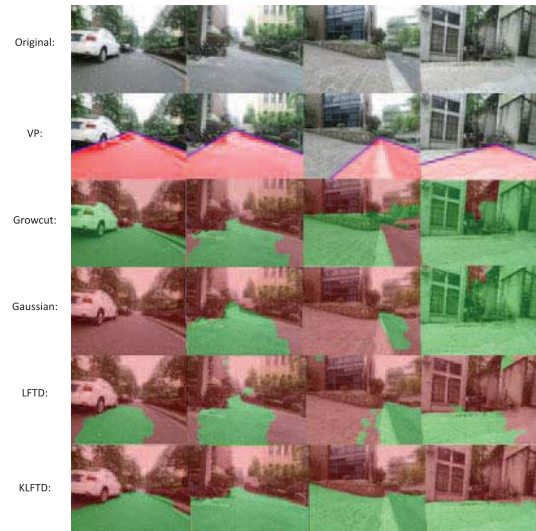 Original:
VP:
Growcut:
Gaussian:
LFTD:
KLFTD: